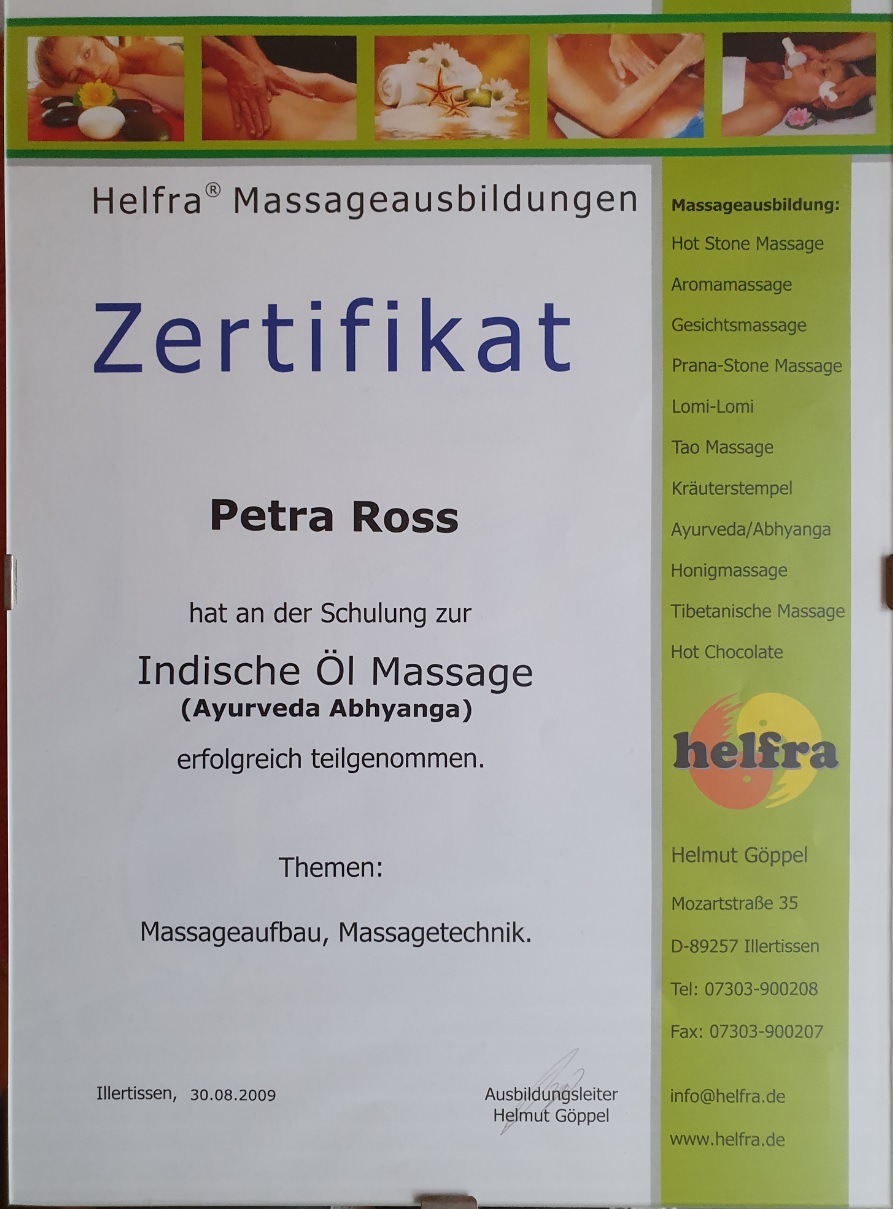 Helfra® Massageausbildungen
Zertifikat
Petra Ross
hat an der Schulung zur
Indische Öl Massage
(Ayurveda Abhyanga)
erfolgreich teilgenommen.
Themen:
Massageaufbau, Massagetechnik.
Illertissen, 30.08.2009
Ausbildungsleiter
Helmut Göppel
Massageausbildung:
Hot Stone Massage
Aromamassage
Gesichtsmassage
Prana-Stone Massage
Lomi-Lomi
Tao Massage
Kräuterstempel
Ayurveda/Abhyanga
Honigmassage
Tibetanische Massage
Hot Chocolate
helfra
Helmut Göppel
Mozartstraße 35
D-89257 Illertissen
Tel: 07303-900208
Fax: 07303-900207
info@helfra.de
www.helfra.de